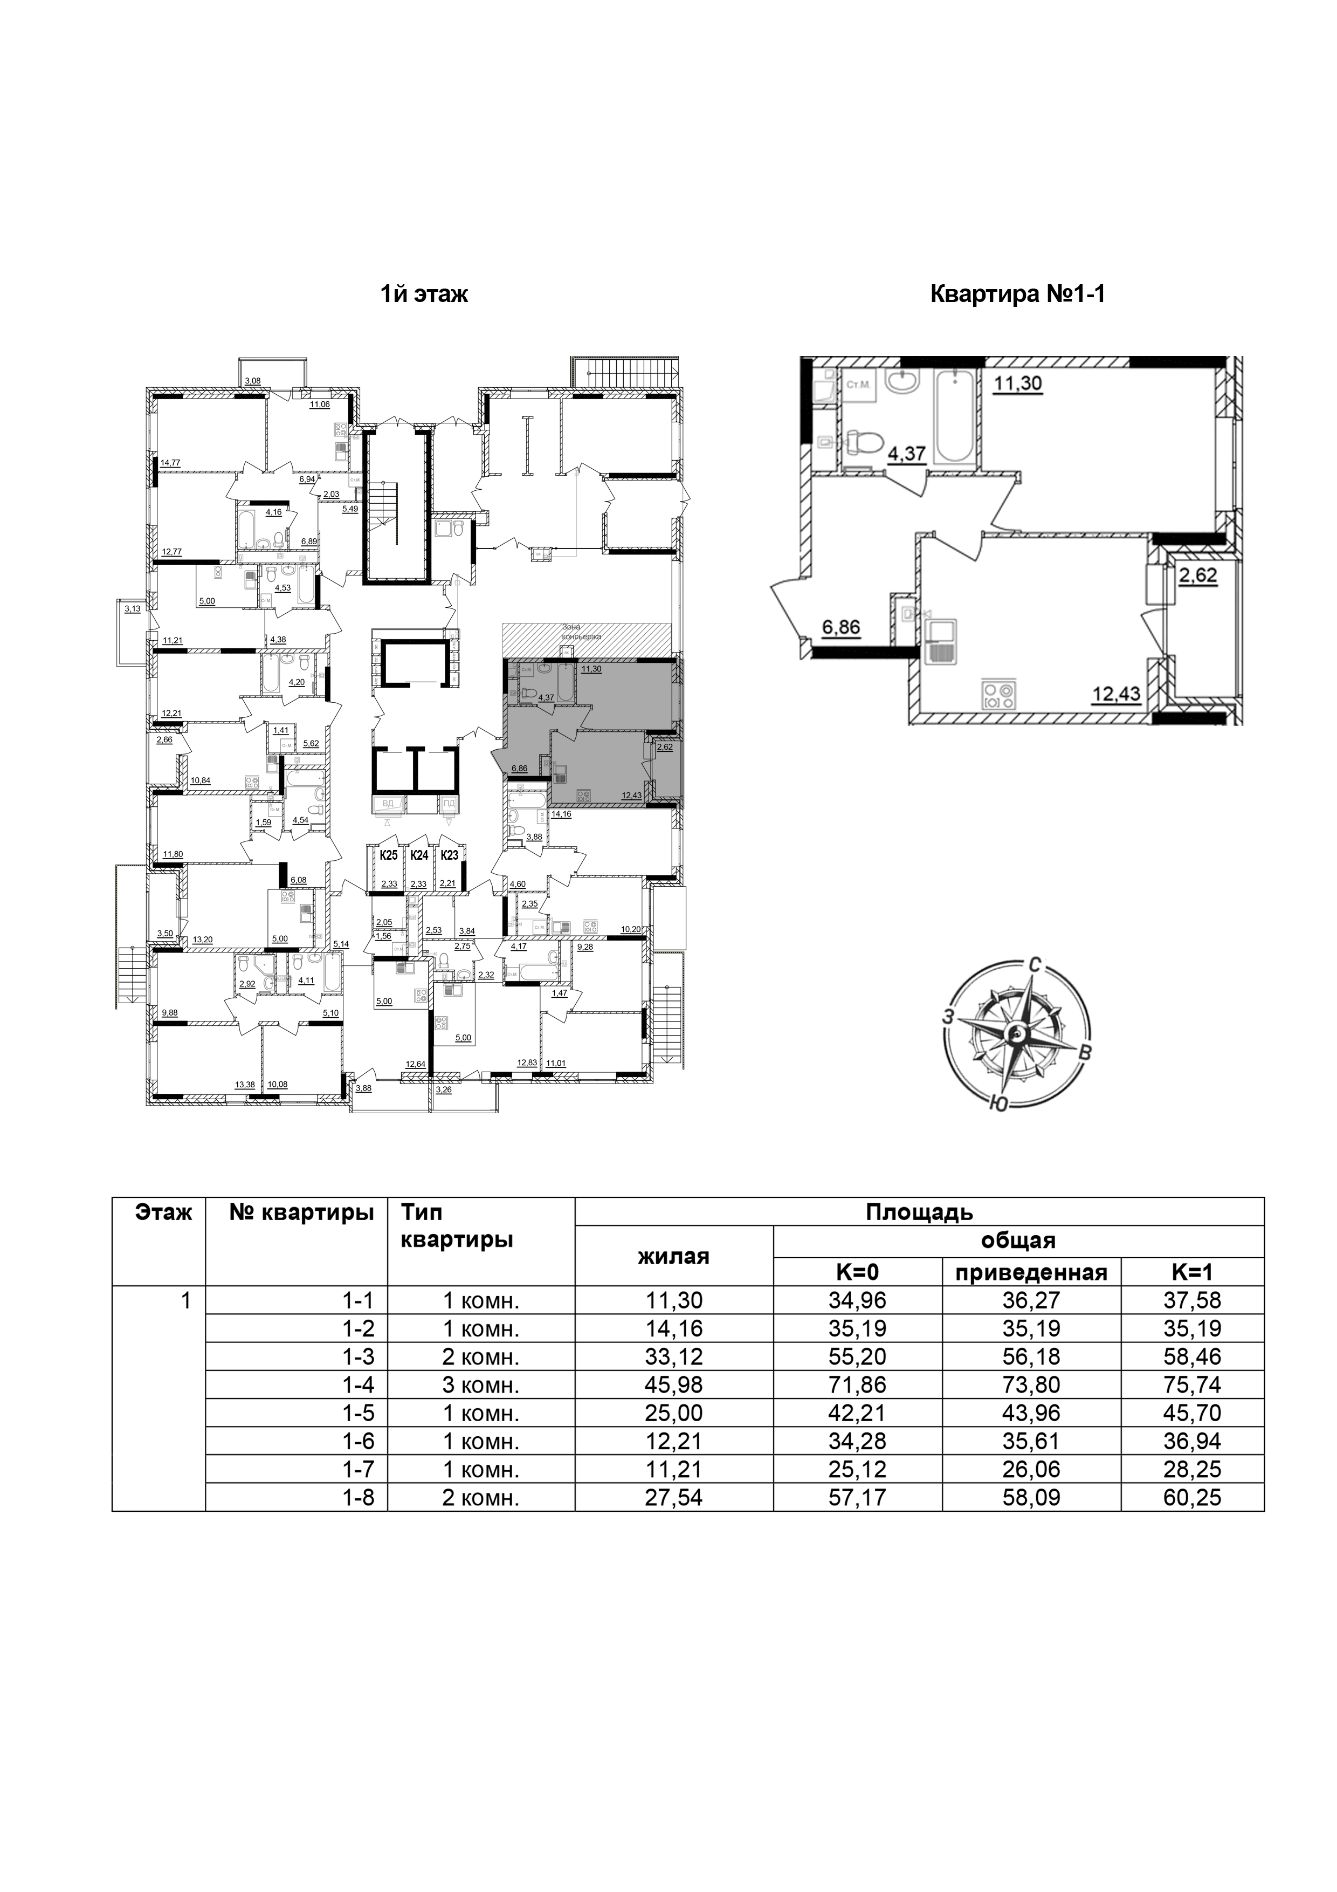 1й этаж
Квартира №1-1
3,08
11,06
14,77
6,94
2,03
5,49
4,16
6,89
12,77
4,53
5,00
3,13
11,21
4,38
4,20
12,21
1,41
5,62
2,66
10,84
1,59
4,54
11,80
6,08
3,50
13,20
5,00
5,14
2,92
4,11
9,88
5,10
13,38
10,08
3,88
12,64
5,00
2,05
1,56
Зона
консьержа
11,30
4,37
6,86
2,62
12,43
14,16
3,88
4,60
2,35
10,20
ВД
ПД
К25
К24
К23
2,33
2,33
2,21
2,53
3,84
2,75
4,17
2,32
9,28
1,47
5,00
12,83
11,01
3,26
Ст.М.
11,30
4,37
2,62
6,86
12,43
С
З
В
Ю
Этаж № квартиры Тип квартиры Площадь
жилая общая
K=0 приведенная K=1
1 1-1 1 комн. 11,30 34,96 36,27 37,58
1-2 1 комн. 14,16 35,19 35,19 35,19
1-3 2 комн. 33,12 55,20 56,18 58,46
1-4 3 комн. 45,98 71,86 73,80 75,74
1-5 1 комн. 25,00 42,21 43,96 45,70
1-6 1 комн. 12,21 34,28 35,61 36,94
1-7 1 комн. 11,21 25,12 26,06 28,25
1-8 2 комн. 27,54 57,17 58,09 60,25